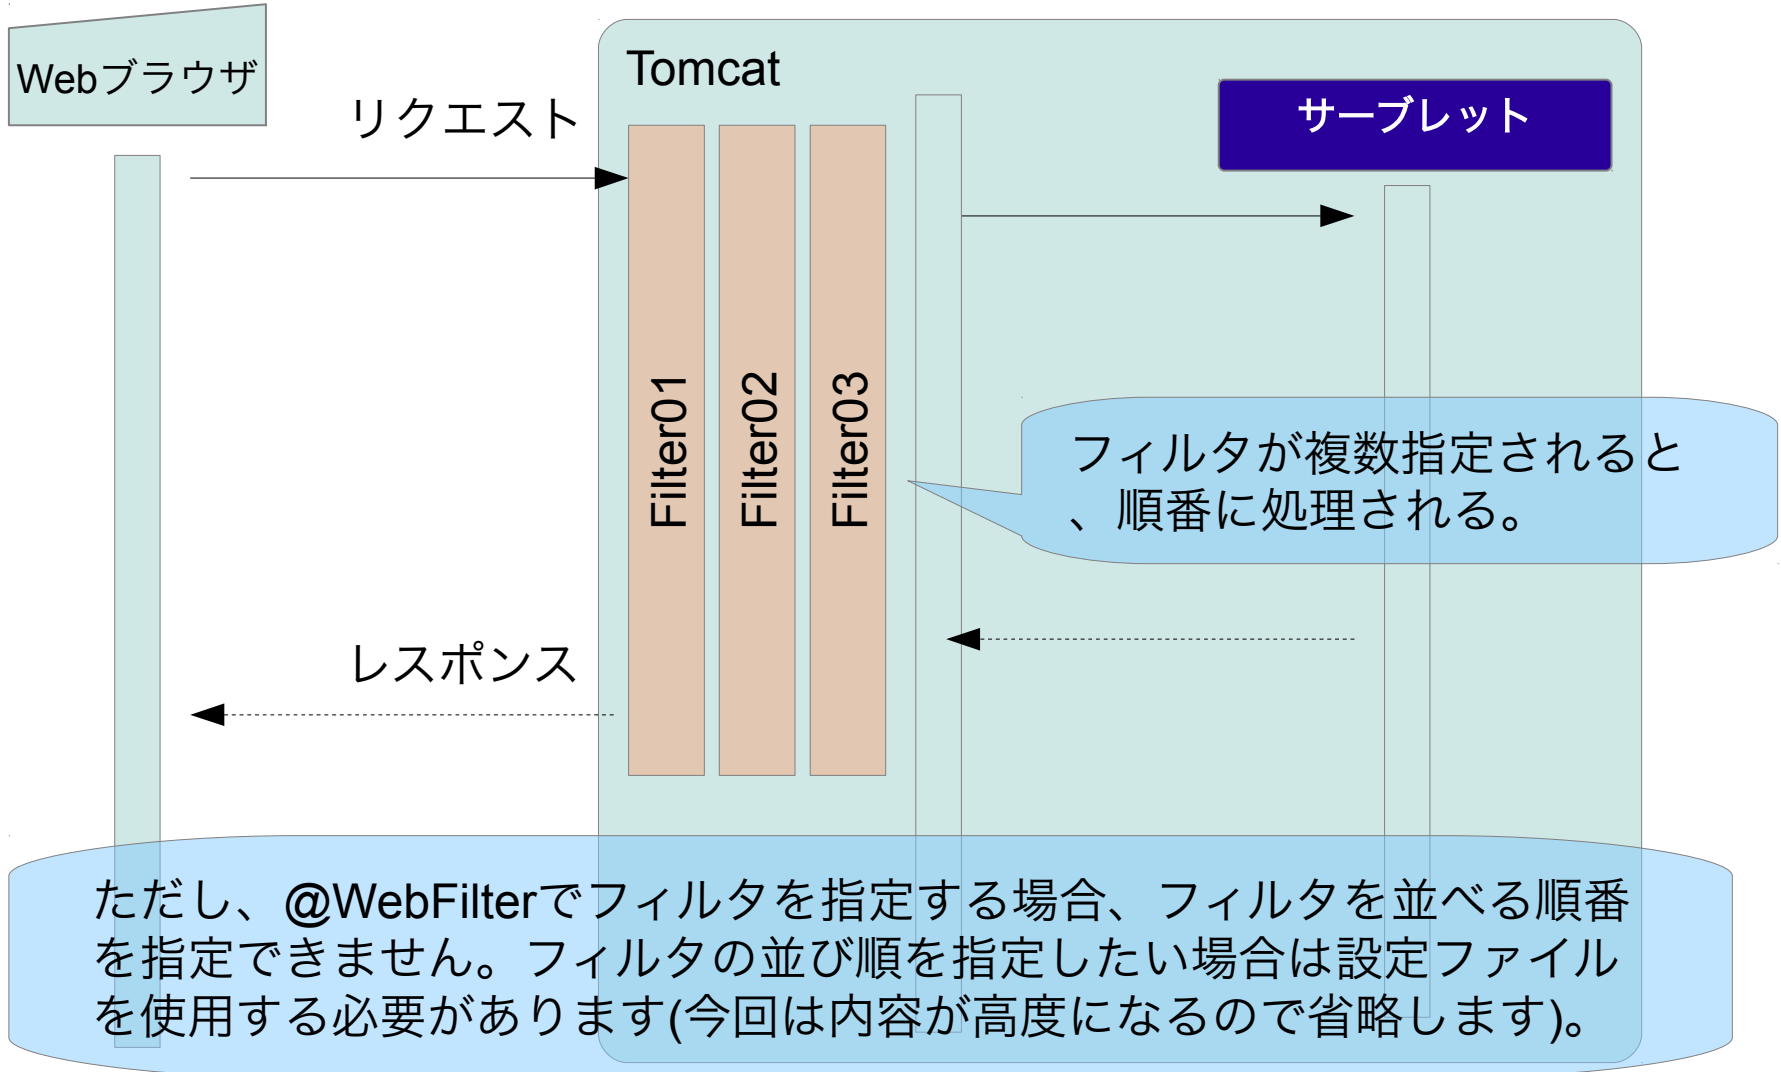 Webブラウザ
Tomcat
リクエスト
サーブレット
Filter01
Filter02
Filter03
フィルタが複数指定されると
、順番に処理される。
レスポンス
ただし、@WebFilterでフィルタを指定する場合、フィルタを並べる順番
を指定できません。フィルタの並び順を指定したい場合は設定ファイル
を使用する必要があります(今回は内容が高度になるので省略します)。